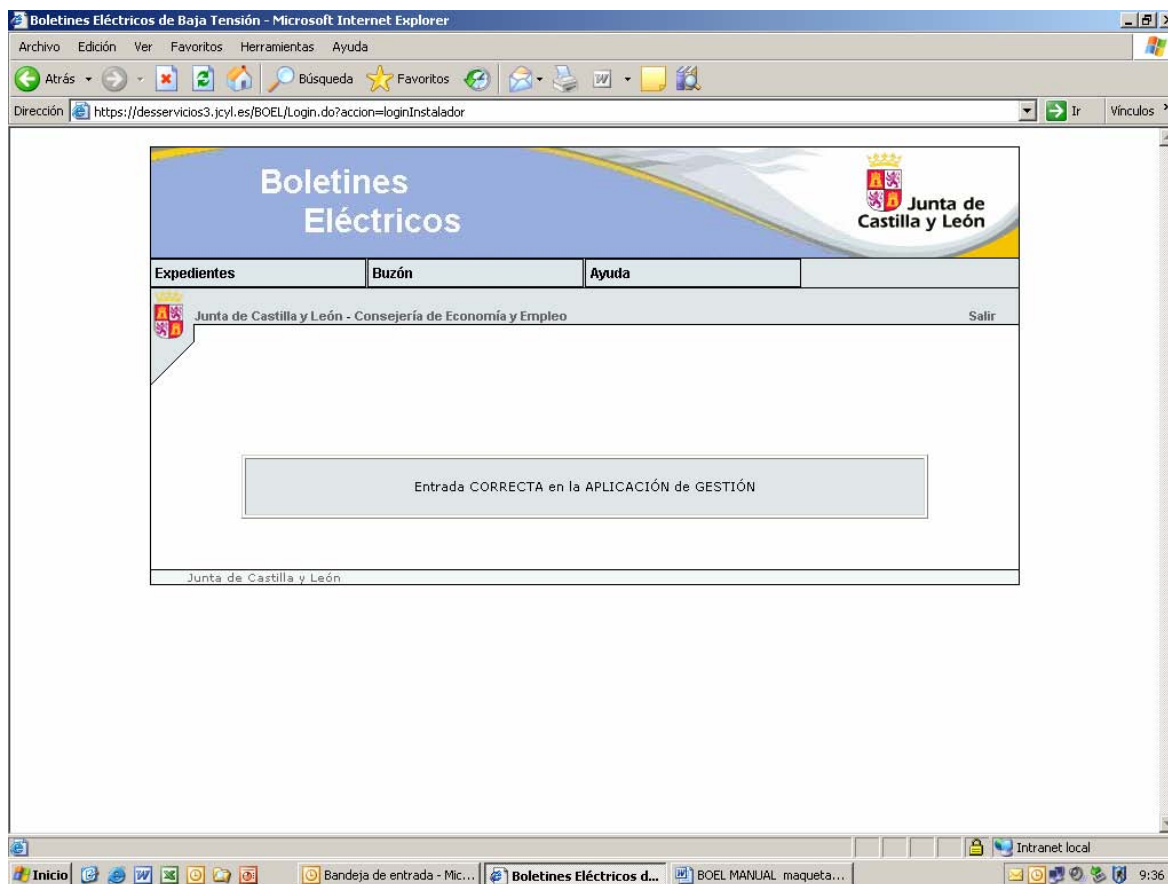 Boletines Eléctricos de Baja Tensión - Microsoft Internet Explorer
Archivo Edición Ver Favoritos Herramientas Ayuda
Atrás Búsqueda Favoritos
Dirección https://desservicios3.jcyl.es/BOEL/Login.do?accion=loginInstalador Ir Vínculos
Boletines
Eléctricos
Junta de
Castilla y León
Expedientes Buzón Ayuda
Junta de Castilla y León - Consejería de Economía y Empleo Salir
Entrada CORRECTA en la APLICACIÓN de GESTIÓN
Junta de Castilla y León
Intranet local
Inicio Bandeja de entrada - Mic... Boletines Eléctricos d... BOEL MANUAL maqueta... 9:36